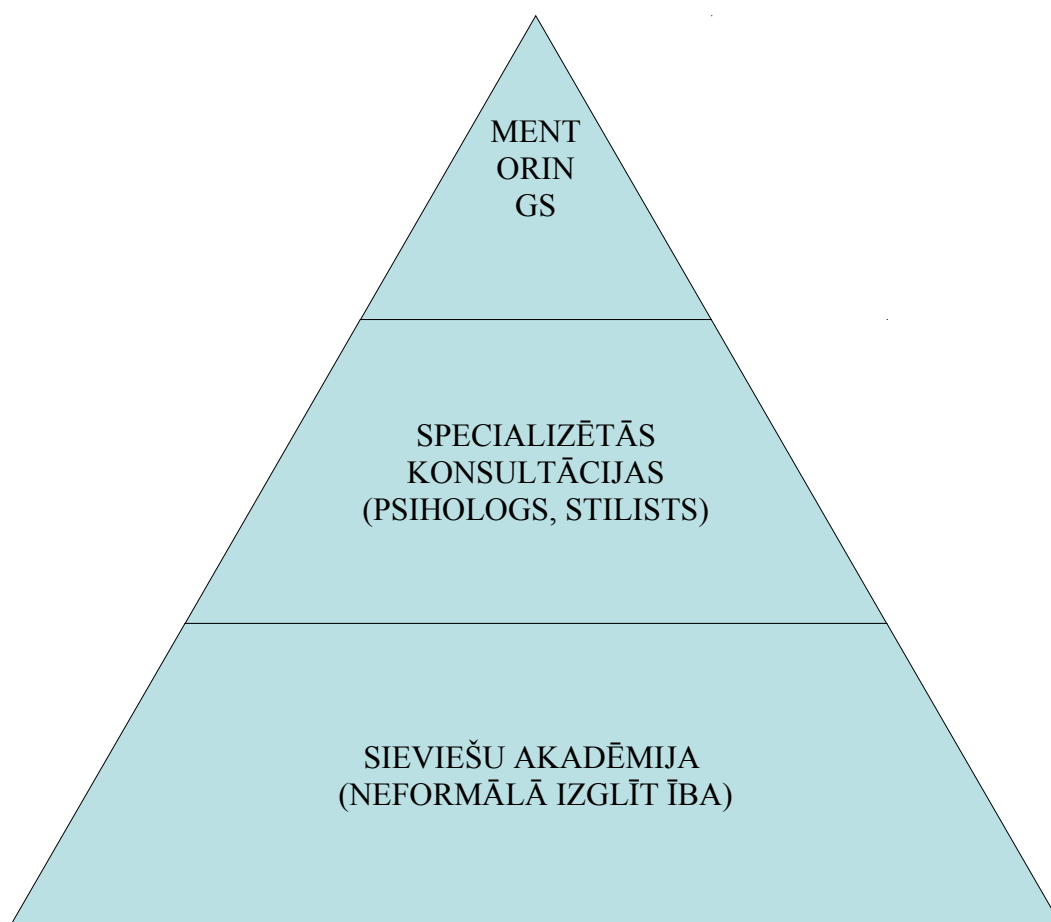 MENT
ORIN
GS
SPECIALIZĒTĀS
KONSULTĀCIJAS
(PSIHOLOGS, STILISTS)
SIEVIEŠU AKADĒMIJA
(NEFORMĀLĀ IZGLĪT ĪBA)